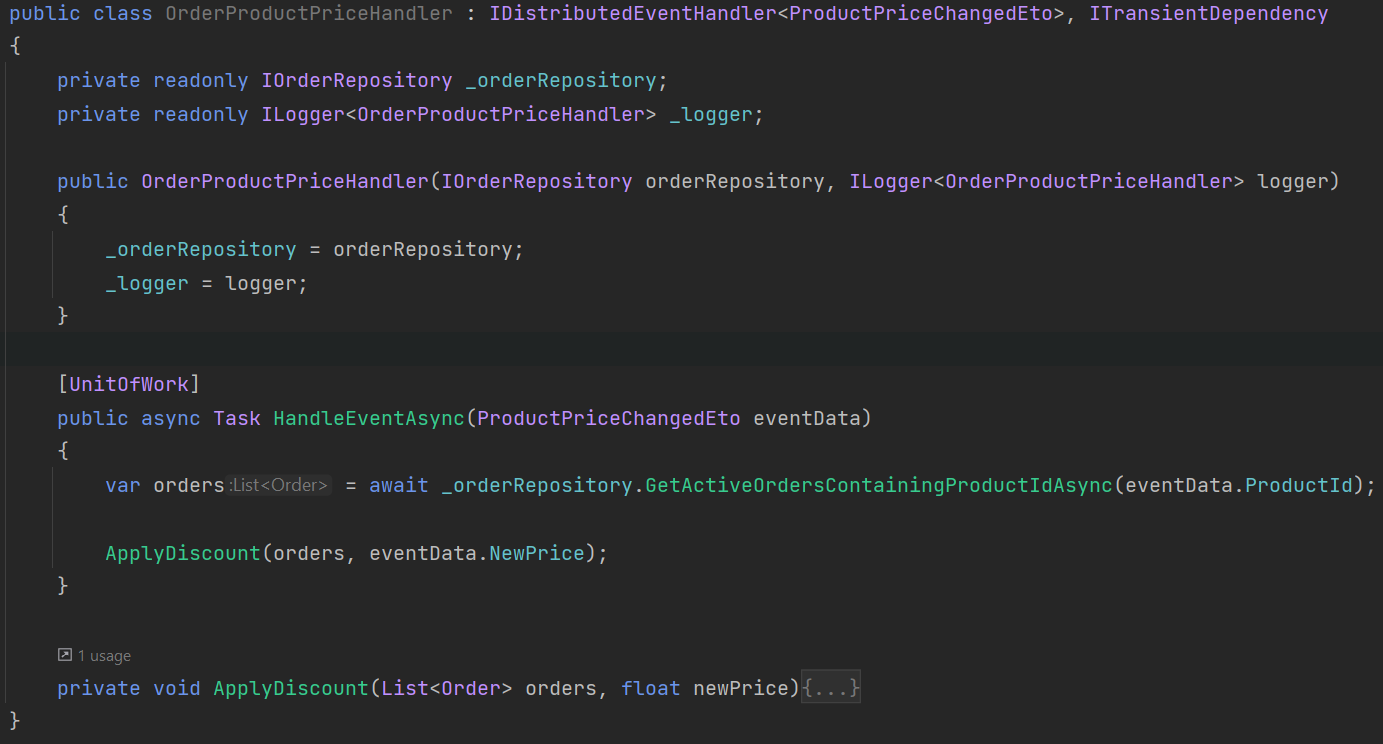 public class OrderProductPriceHandler : IDistributedEventHandler<ProductPriceChangedEto>, ITransientDependency
{
    private readonly IOrderRepository _orderRepository;
    private readonly ILogger<OrderProductPriceHandler> _logger;
    public OrderProductPriceHandler(IOrderRepository orderRepository, ILogger<OrderProductPriceHandler> logger)
    {
        _orderRepository = orderRepository;
        _logger = logger;
    }
    [UnitOfWork]
    public async Task HandleEventAsync(ProductPriceChangedEto eventData)
    {
        var orders :List<Order> = await _orderRepository.GetActiveOrdersContainingProductIdAsync(eventData.ProductId);
        ApplyDiscount(orders, eventData.NewPrice);
    }
    1 usage
    private void ApplyDiscount(List<Order> orders, float newPrice){...}
}